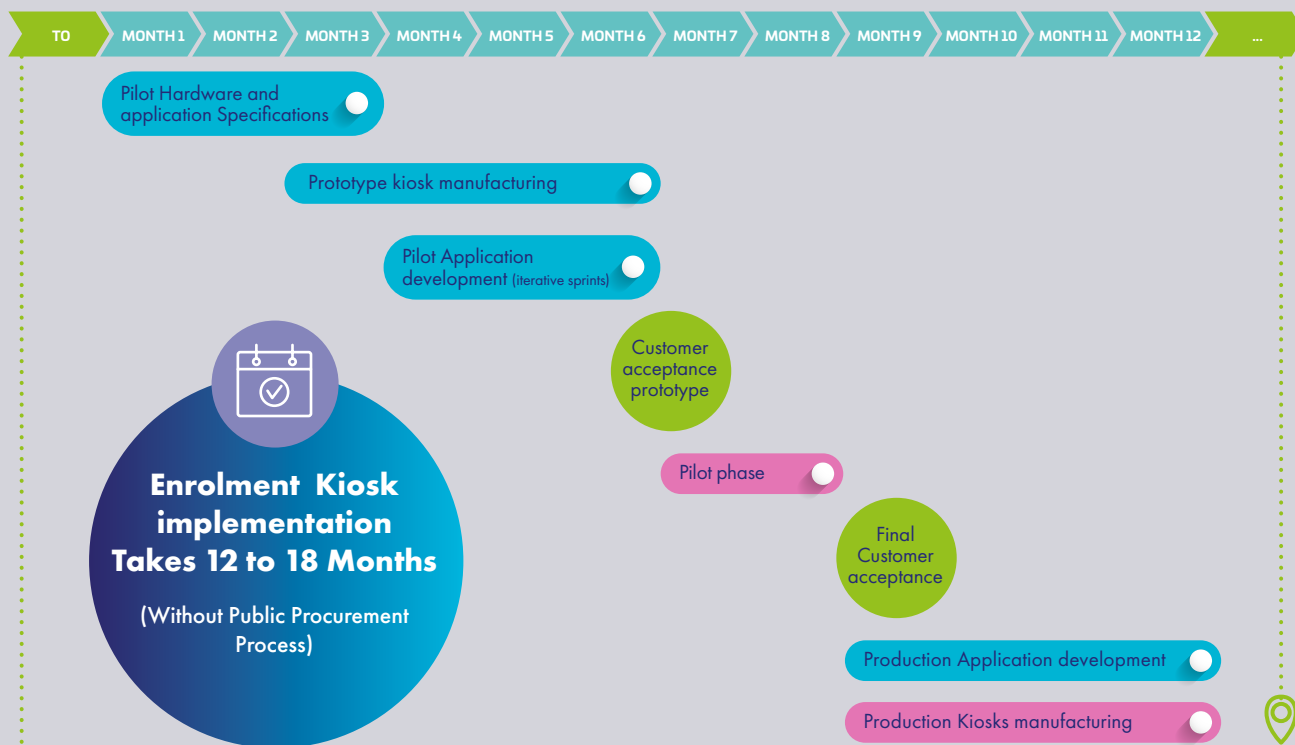 TO
MONTH 1
MONTH 2
MONTH 3
MONTH 4
MONTH 5
MONTH 6
MONTH 7
MONTH 8
MONTH 9
MONTH 10
MONTH 11
MONTH 12
...
Pilot Hardware and
application Specifications
Prototype kiosk manufacturing
Pilot Application
development (iterative sprints)
Customer
acceptance
prototype
Pilot phase
Enrolment Kiosk
implementation
Takes 12 to 18 Months
(Without Public Procurement
Process)
Final
Customer
acceptance
Production Application development
Production Kiosks manufacturing